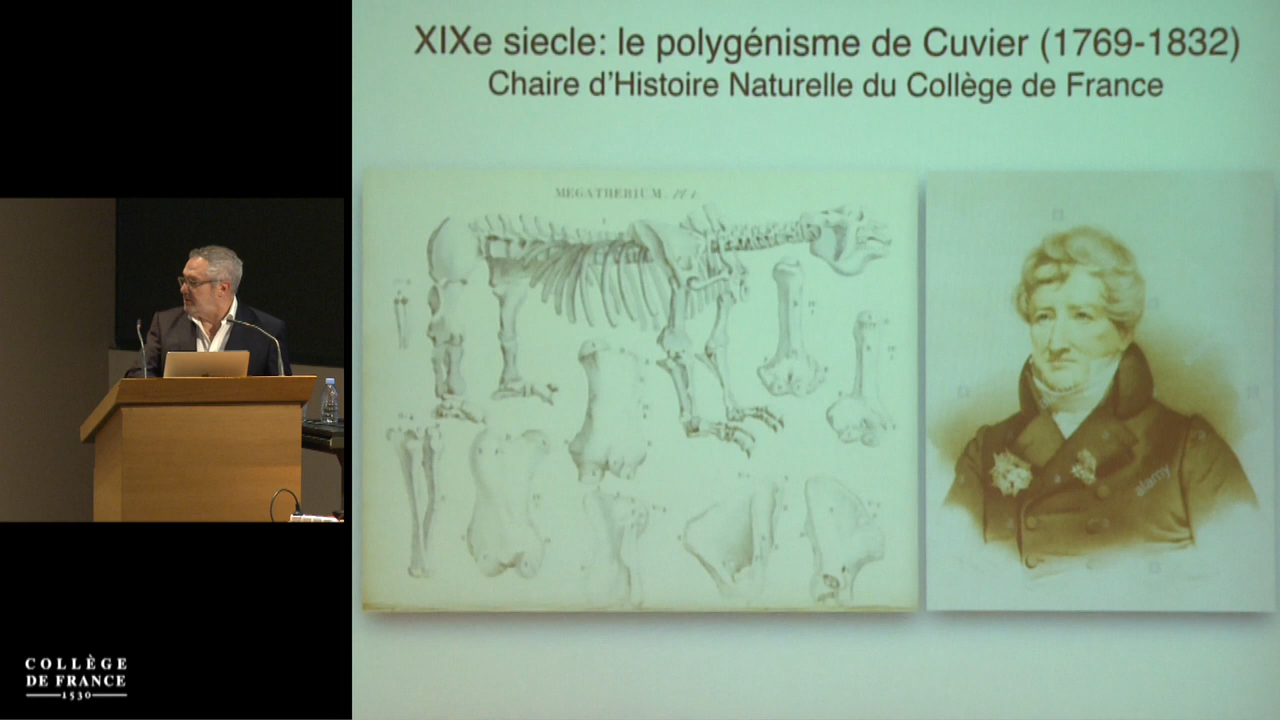 XIXe siecle: le polygénisme de Cuvier (1769-1832)
Chaire d'Histoire Naturelle du Collège de France
MEGATHERIUM.
alamy
COLLÈGE
DE FRANCE
1530